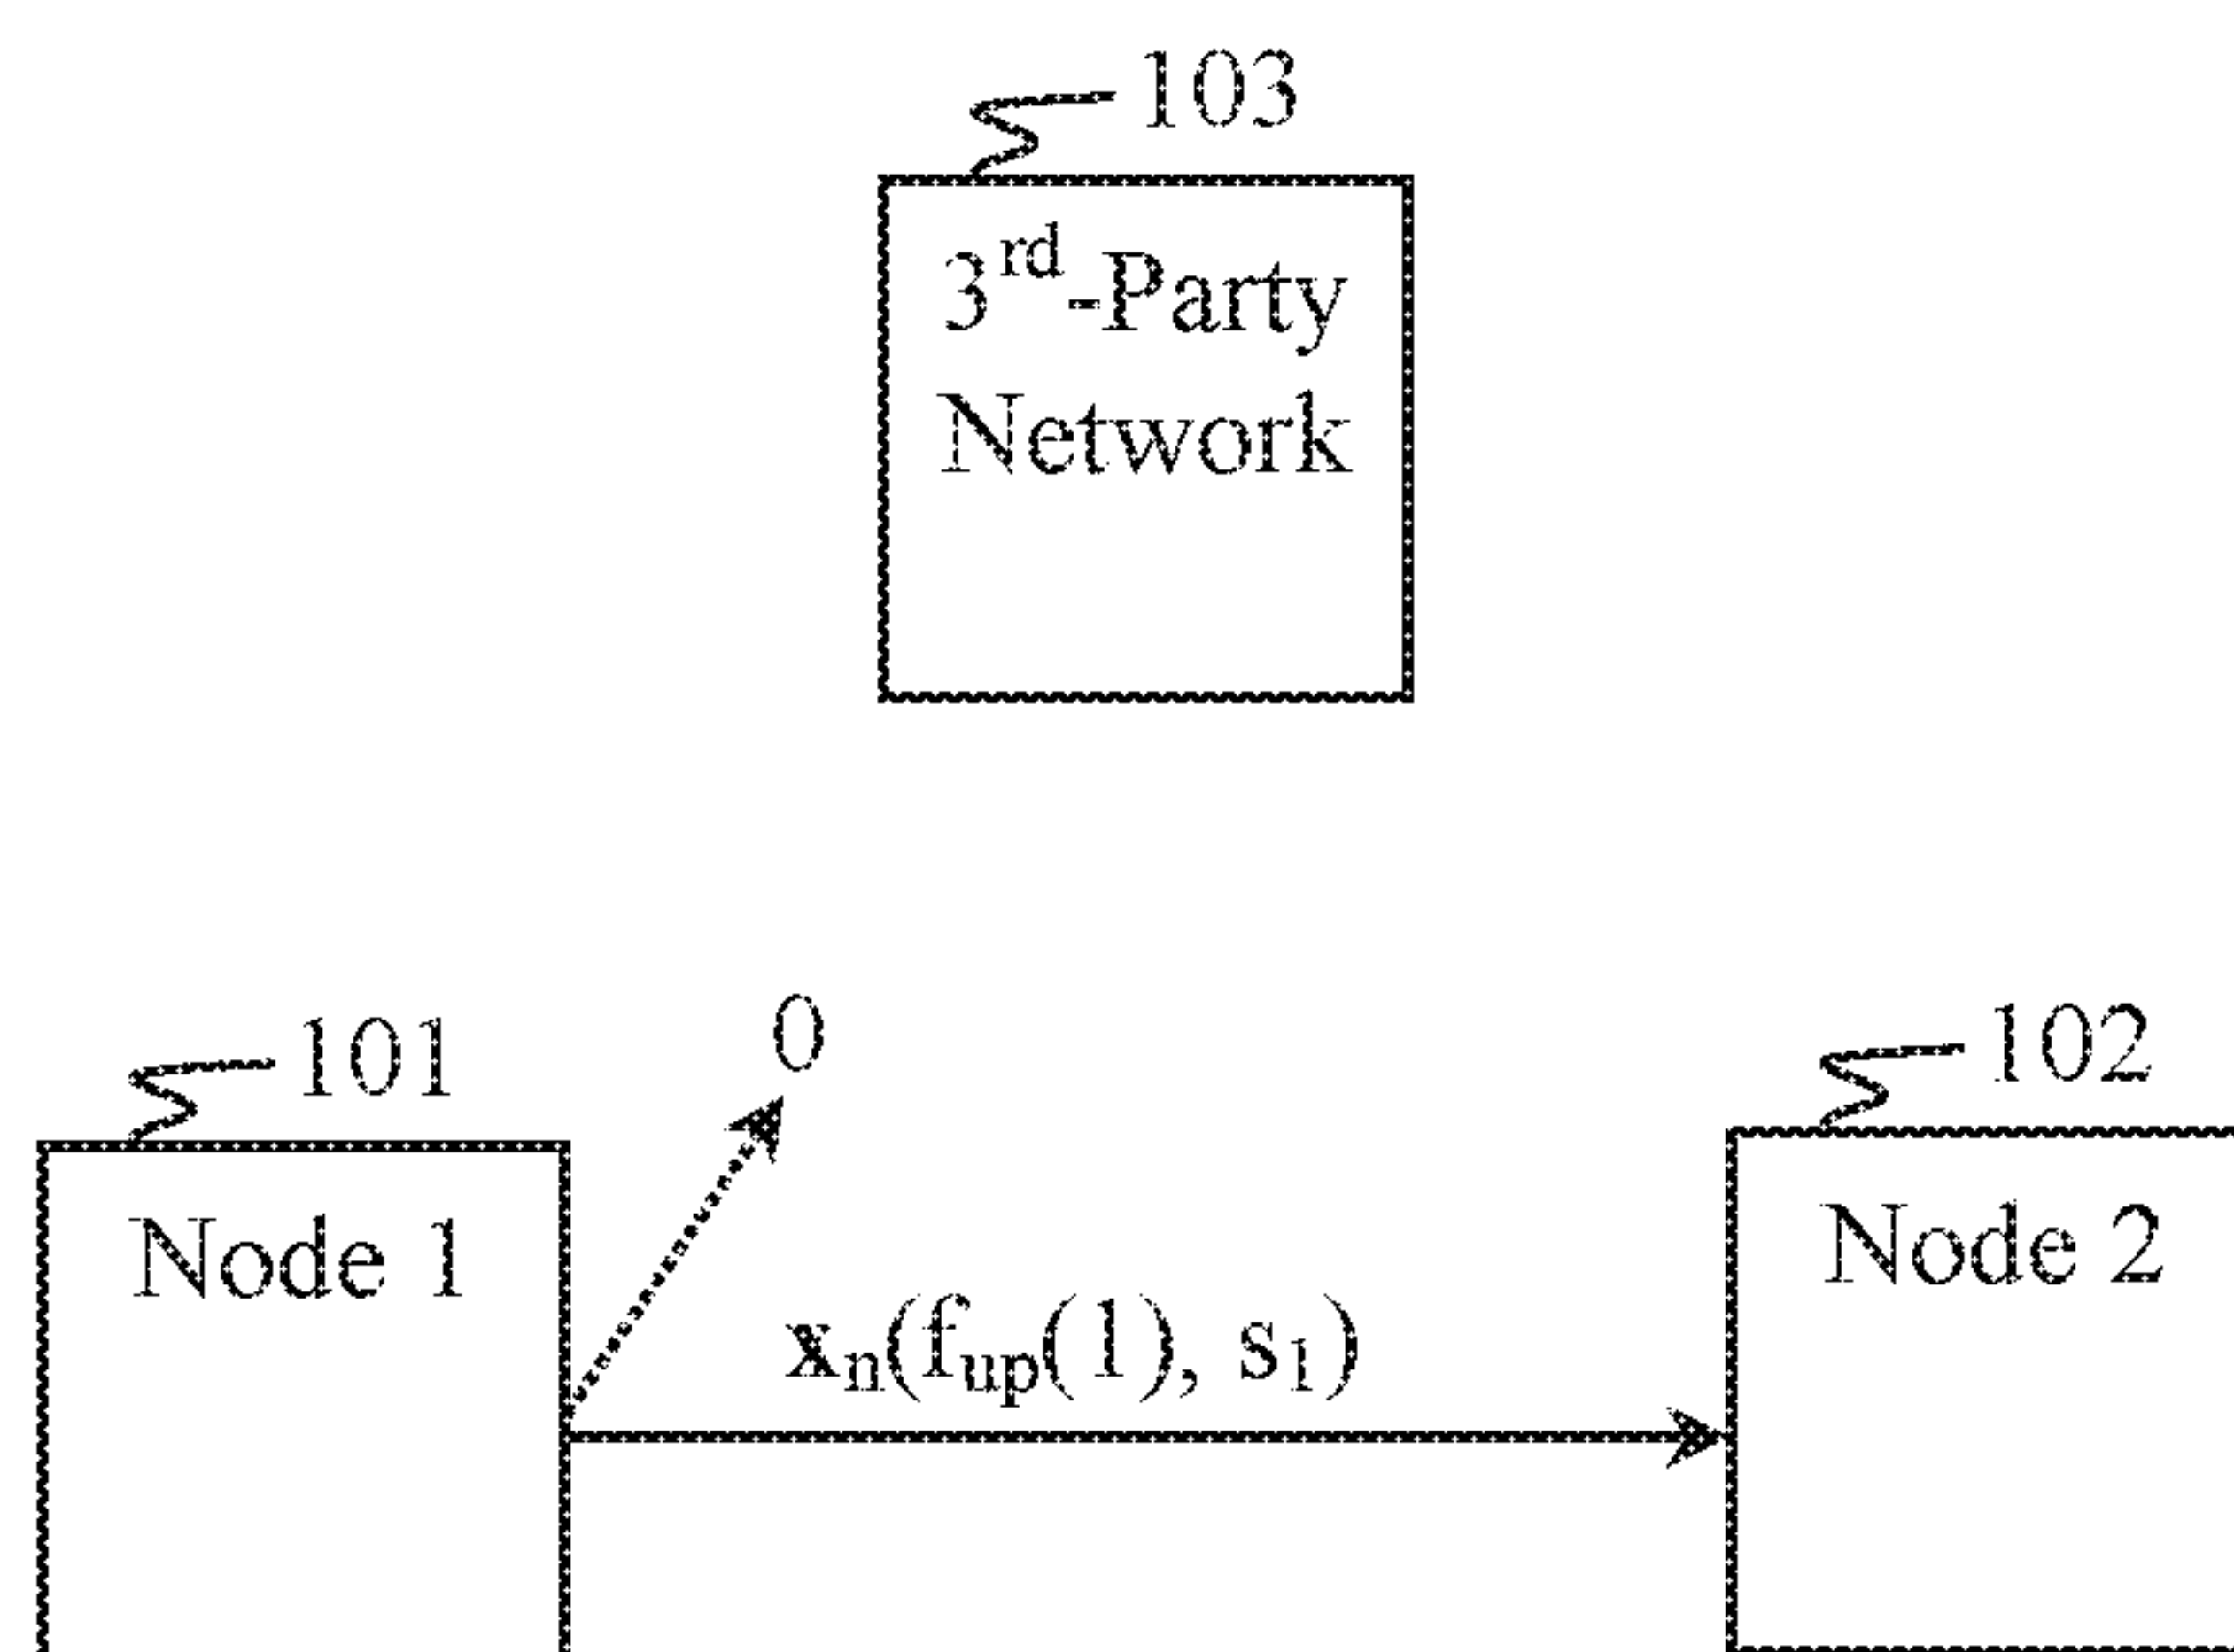 103
3rd-Party
Network
0
101
102
Node 1
Node 2
xn(fup(1), s1)